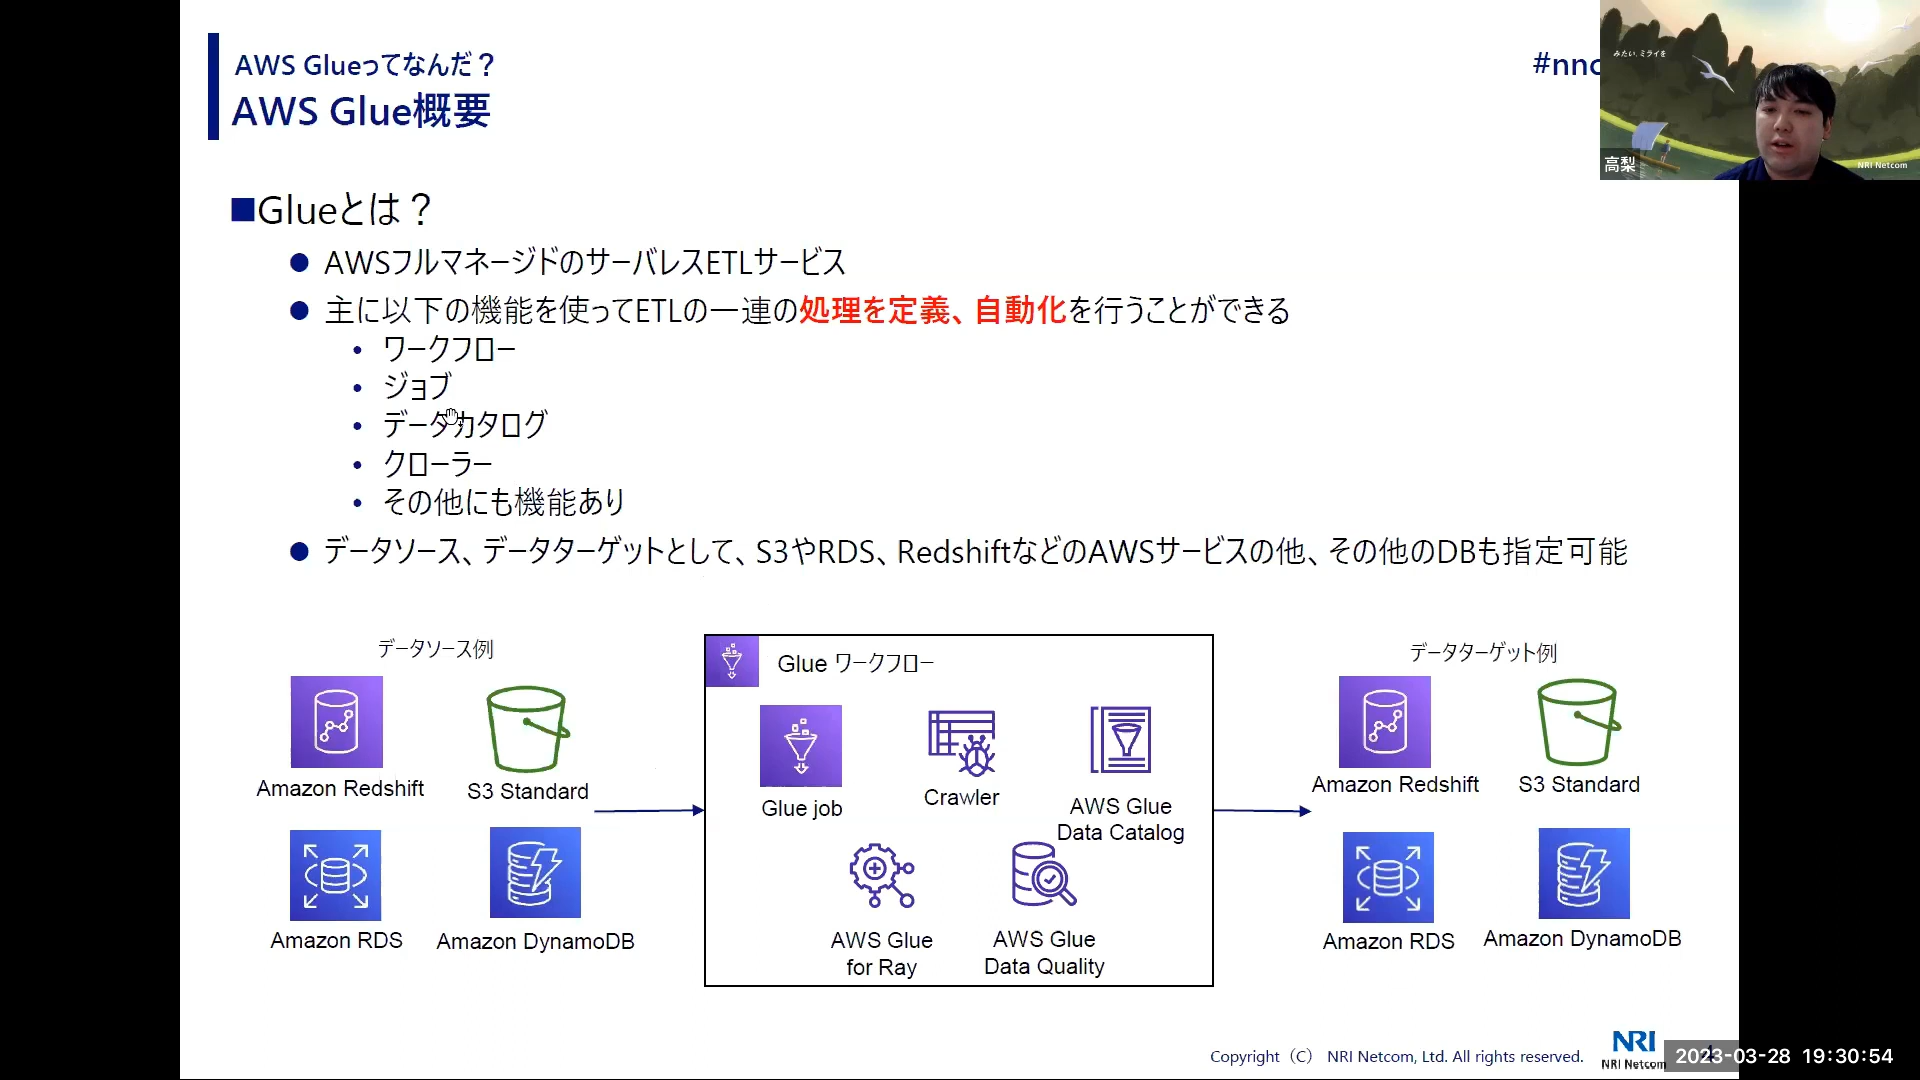 AWS Glueってなんだ？
AWS Glue概要
#nnc
みたい、ミライを
高梨
NRI Netcom
■Glueとは？
● AWSフルマネージドのサーバレスETLサービス
● 主に以下の機能を使ってETLの一連の処理を定義、自動化を行うことができる
• ワークフロー
• ジョブ
• データカタログ
• クローラー
• その他にも機能あり
● データソース、データターゲットとして、S3やRDS、RedshiftなどのAWSサービスの他、その他のDBも指定可能
データソース例
Amazon Redshift
S3 Standard
Amazon RDS
Amazon DynamoDB
Glue ワークフロー
Glue job
Crawler
AWS Glue
Data Catalog
AWS Glue
for Ray
AWS Glue
Data Quality
データターゲット例
Amazon Redshift
S3 Standard
Amazon RDS
Amazon DynamoDB
Copyright（C） NRI Netcom, Ltd. All rights reserved.
NRI
NRI Netcom
2023-03-28 19:30:54